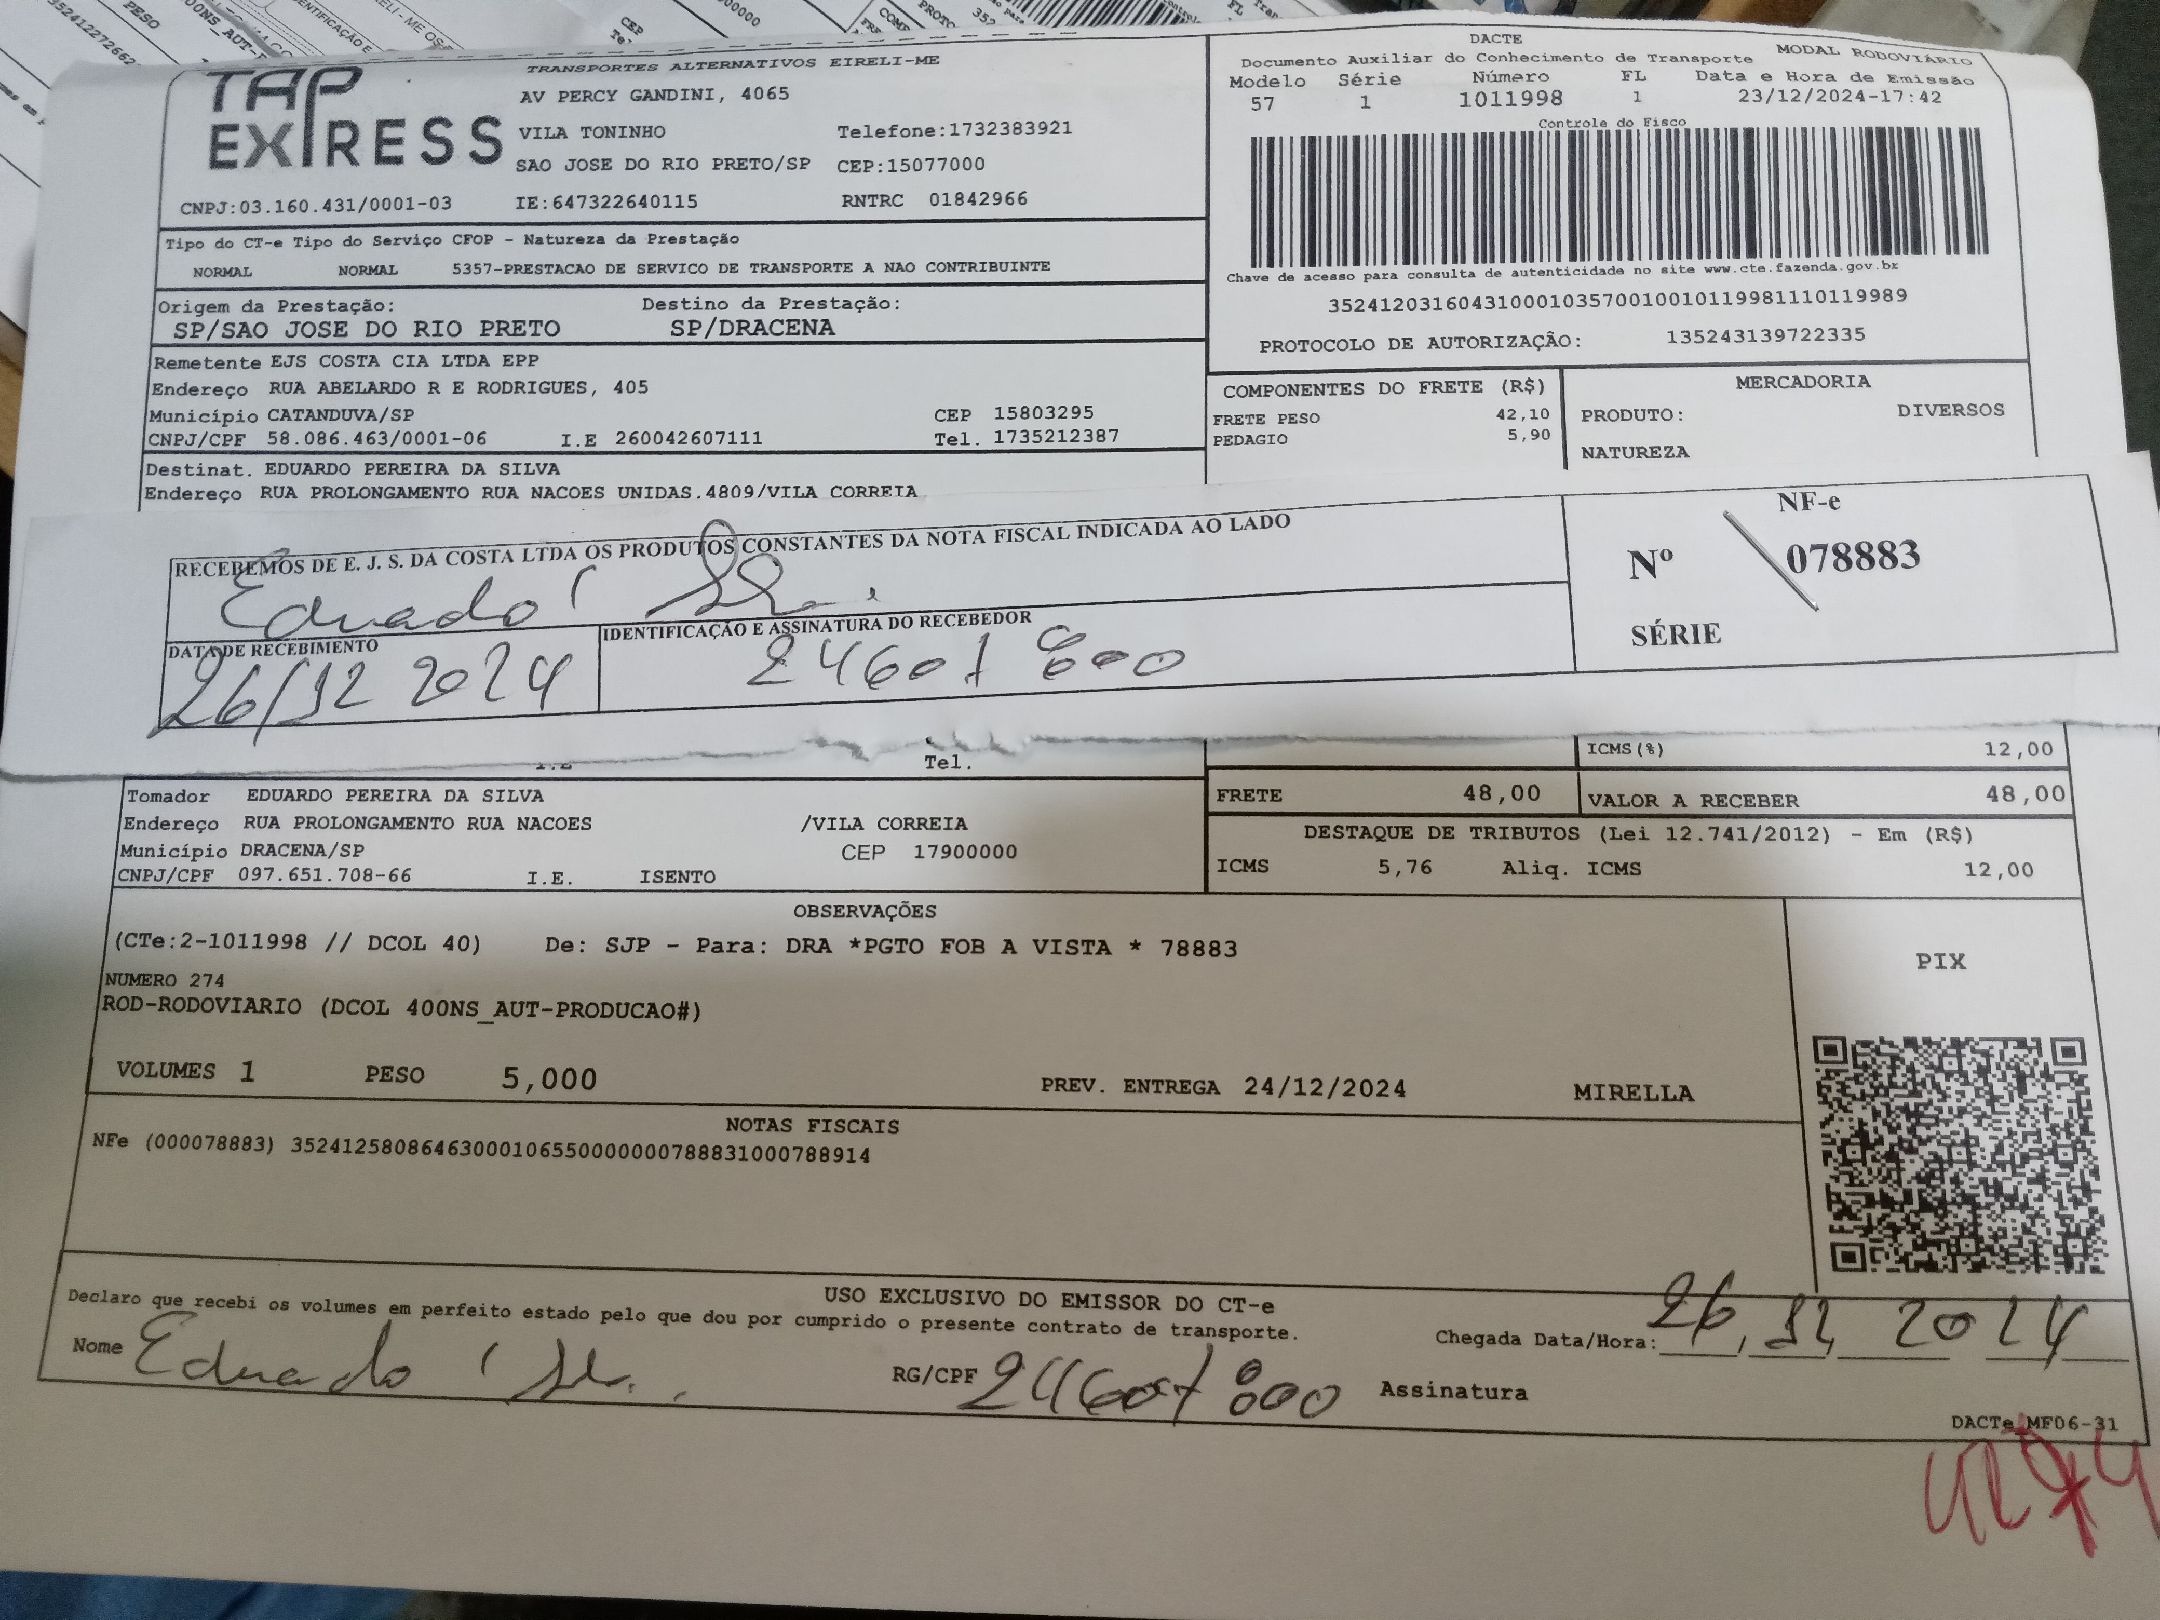 TAP EXPRESS
TRANSPORTES ALTERNATIVOS EIRELI-ME
AV PERCY GANDINI, 4065
VILA TONINHO Telefone:1732383921
SAO JOSE DO RIO PRETO/SP CEP:15077000
CNPJ:03.160.431/0001-03 IE:647322640115 RNTRC 01842966
DACTE
Documento Auxiliar do Conhecimento de Transporte MODAL RODOVIÁRIO
Modelo Série Número FL Data e Hora de Emissão
57 1 1011998 1 23/12/2024-17:42
Controle do Fisco
Chave de acesso para consulta de autenticidade no site www.cte.fazenda.gov.br
35241203160431000103570010010119981110119989
PROTOCOLO DE AUTORIZAÇÃO: 135243139722335
Tipo do CT-e Tipo do Serviço CFOP - Natureza da Prestação
NORMAL NORMAL 5357-PRESTACAO DE SERVICO DE TRANSPORTE A NAO CONTRIBUINTE
Origem da Prestação: Destino da Prestação:
SP/SAO JOSE DO RIO PRETO SP/DRACENA
Remetente EJS COSTA CIA LTDA EPP
Endereço RUA ABELARDO R E RODRIGUES, 405
Município CATANDUVA/SP CEP 15803295
CNPJ/CPF 58.086.463/0001-06 I.E 260042607111 Tel. 1735212387
COMPONENTES DO FRETE (R$) MERCADORIA
FRETE PESO 42,10 PRODUTO: DIVERSOS
PEDAGIO 5,90 NATUREZA
Destinat. EDUARDO PEREIRA DA SILVA
Endereço RUA PROLONGAMENTO RUA NACOES UNIDAS.4809/VILA CORREIA
RECEBEMOS DE E. J. S. DA COSTA LTDA OS PRODUTOS CONSTANTES DA NOTA FISCAL INDICADA AO LADO
NF-e
Nº 078883
SÉRIE
Eduardo
DATA DE RECEBIMENTO IDENTIFICAÇÃO E ASSINATURA DO RECEBEDOR
26/12 2024 24601 800
Tel.
ICMS(%) 12,00
Tomador EDUARDO PEREIRA DA SILVA
Endereço RUA PROLONGAMENTO RUA NACOES /VILA CORREIA
Município DRACENA/SP CEP 17900000
CNPJ/CPF 097.651.708-66 I.E. ISENTO
FRETE 48,00 VALOR A RECEBER 48,00
DESTAQUE DE TRIBUTOS (Lei 12.741/2012) - Em (R$)
ICMS 5,76 Aliq. ICMS 12,00
OBSERVAÇÕES
(CTe:2-1011998 // DCOL 40) De: SJP - Para: DRA *PGTO FOB A VISTA * 78883
NUMERO 274
ROD-RODOVIARIO (DCOL 400NS_AUT-PRODUCAO#)
PIX
VOLUMES 1 PESO 5,000 PREV. ENTREGA 24/12/2024 MIRELLA
NOTAS FISCAIS
NFe (000078883) 35241258086463000106550000000788831000788914
USO EXCLUSIVO DO EMISSOR DO CT-e
Declaro que recebi os volumes em perfeito estado pelo que dou por cumprido o presente contrato de transporte.
Chegada Data/Hora: 26, 12, 2024
Nome Eduardo RG/CPF 24601 800 Assinatura
DACTe_MF06-31